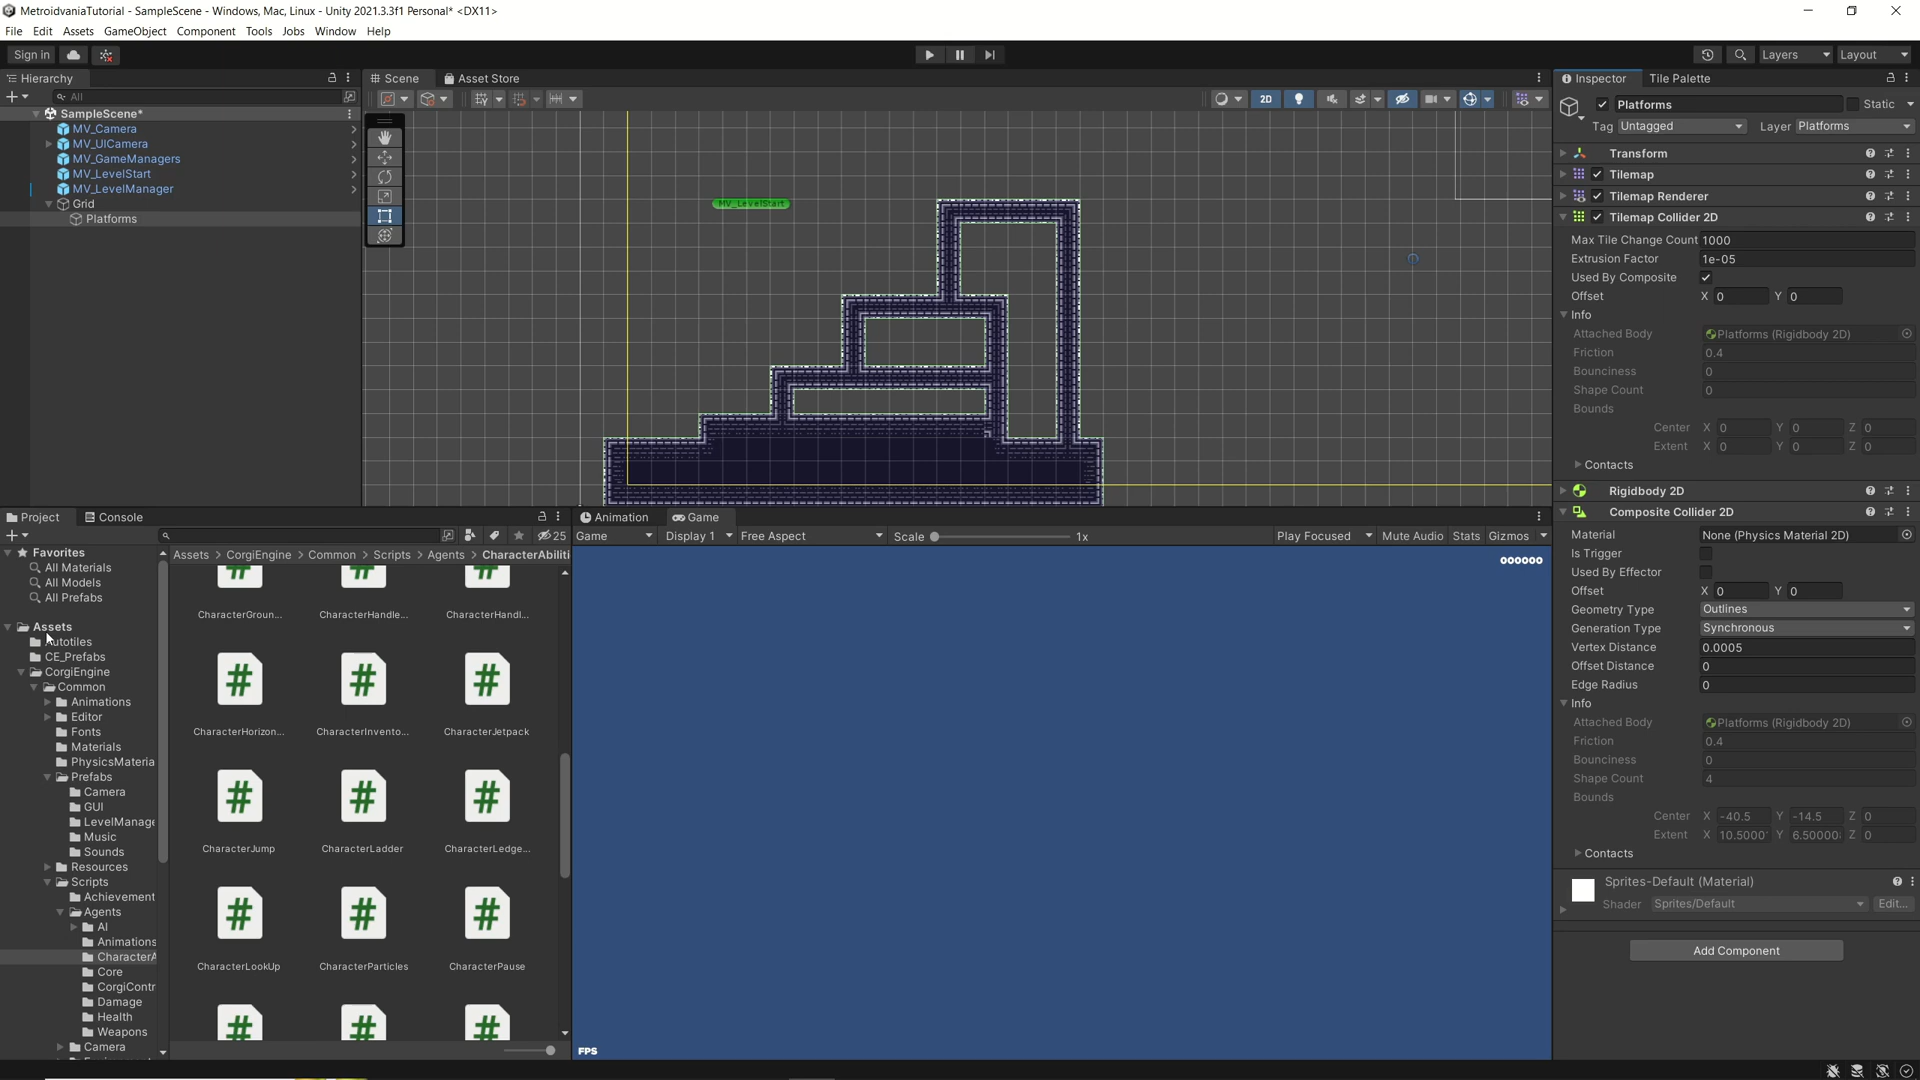 MetroidvaniaTutorial - SampleScene - Windows, Mac, Linux - Unity 2021.3.3f1 Personal* <DX11>
File Edit Assets GameObject Component Tools Jobs Window Help
Sign in
Layers Layout
Hierarchy
All
SampleScene*
MV_Camera
MV_UICamera
MV_GameManagers
MV_LevelStart
MV_LevelManager
Grid
Platforms
Scene Asset Store
2D
MV_LevelStart
Inspector Tile Palette
Platforms Static
Tag Untagged Layer Platforms
Transform
Tilemap
Tilemap Renderer
Tilemap Collider 2D
Max Tile Change Count 1000
Extrusion Factor 1e-05
Used By Composite
Offset X 0 Y 0
Info
Attached Body Platforms (Rigidbody 2D)
Friction 0.4
Bounciness 0
Shape Count 0
Bounds
Center X 0 Y 0 Z 0
Extent X 0 Y 0 Z 0
Contacts
Rigidbody 2D
Composite Collider 2D
Material None (Physics Material 2D)
Is Trigger
Used By Effector
Offset X 0 Y 0
Geometry Type Outlines
Generation Type Synchronous
Vertex Distance 0.0005
Offset Distance 0
Edge Radius 0
Info
Attached Body Platforms (Rigidbody 2D)
Friction 0.4
Bounciness 0
Shape Count 4
Bounds
Center X -40.5 Y -14.5 Z 0
Extent X 10.5000 Y 6.50000 Z 0
Contacts
Sprites-Default (Material)
Shader Sprites/Default Edit...
Add Component
Project Console
25
Favorites
All Materials
All Models
All Prefabs
Assets
Autotiles
CE_Prefabs
CorgiEngine
Common
Animations
Editor
Fonts
Materials
PhysicsMateria
Prefabs
Camera
GUI
LevelManage
Music
Sounds
Resources
Scripts
Achievement
Agents
AI
Animations
CharacterA
Core
CorgiContr
Damage
Health
Weapons
Camera
Assets > CorgiEngine > Common > Scripts > Agents > CharacterAbiliti
CharacterGroun... CharacterHandle... CharacterHandl...
CharacterHorizon... CharacterInvento... CharacterJetpack
CharacterJump CharacterLadder CharacterLedge...
CharacterLookUp CharacterParticles CharacterPause
Animation Game
Game Display 1 Free Aspect Scale 1x Play Focused Mute Audio Stats Gizmos
000000
FPS